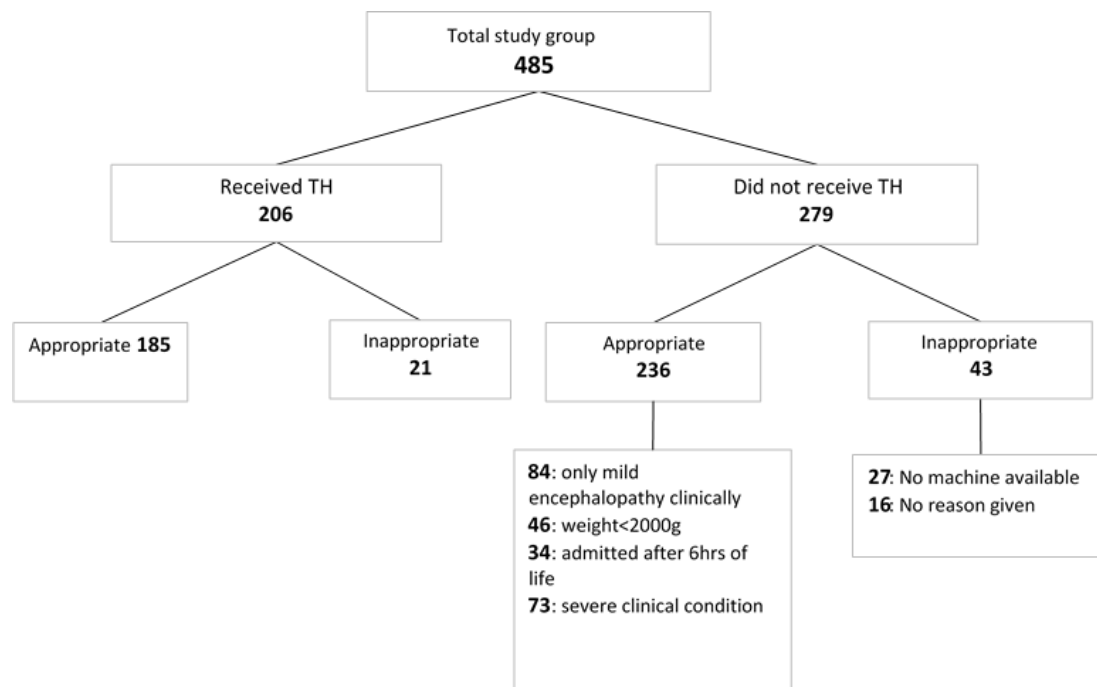 Total study group
485
Received TH
206
Did not receive TH
279
Appropriate 185
Inappropriate
21
Appropriate
236
Inappropriate
43
84: only mild
encephalopathy clinically
46: weight<2000g
34: admitted after 6hrs of
life
73: severe clinical condition
27: No machine available
16: No reason given